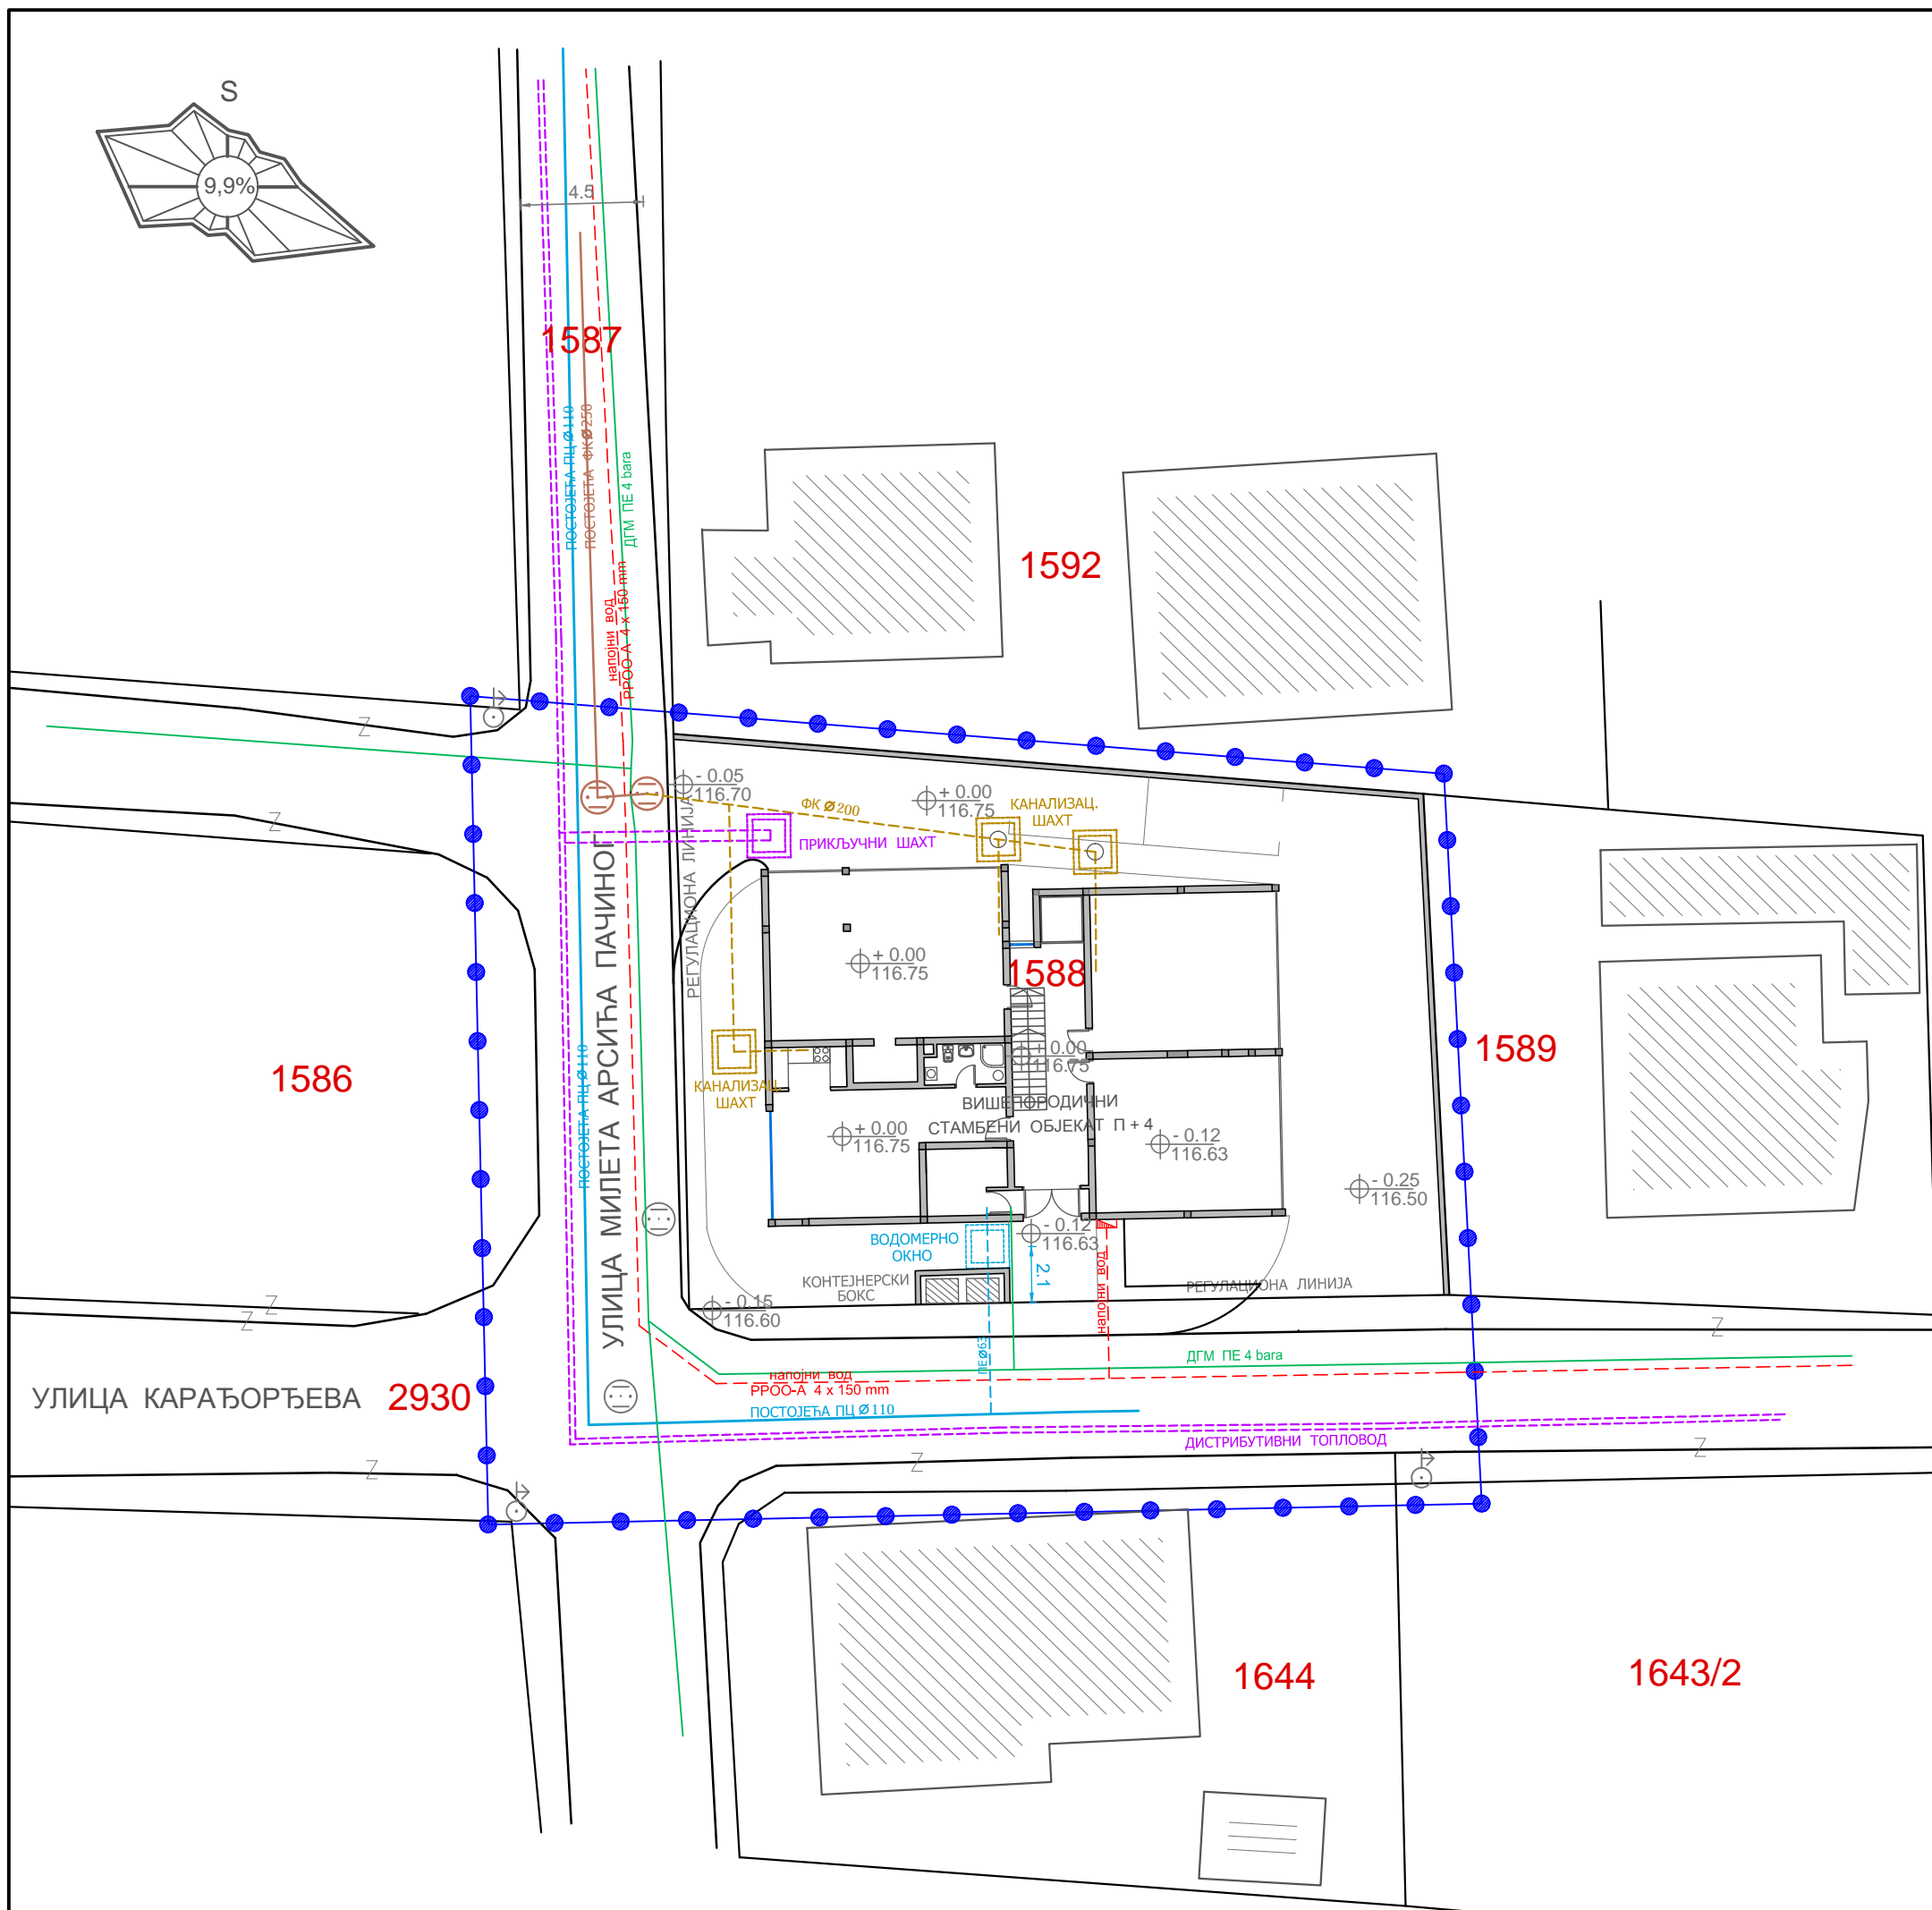 S
9,9%
4.5
1587
ПОСТОЈЕЋА ПЦ Ø110
ПОСТОЈЕЋА ФКØ250
ДГМ ПЕ 4 bara
напојни вод
РРОО-А 4 x 150 mm
1592
Z
- 0.05
116.70
ФК Ø 200
+ 0.00
116.75
КАНАЛИЗАЦ.
ШАХТ
ПРИКЉУЧНИ ШАХТ
Z
РЕГУЛАЦИОНА ЛИНИЈА
УЛИЦА МИЛЕТА АРСИЋА ПАЧИНОГ
+ 0.00
116.75
1588
1586
ПОСТОЈЕЋА ПЦ Ø110
КАНАЛИЗАЦ.
ШАХТ
+ 0.00
116.75
1589
ВИШЕПОРОДИЧНИ
СТАМБЕНИ ОБЈЕКАТ П + 4
+ 0.00
116.75
- 0.12
116.63
- 0.25
116.50
ВОДОМЕРНО
ОКНО
- 0.12
116.63
2.1
напојни вод
КОНТЕЈНЕРСКИ
БОКС
РЕГУЛАЦИОНА ЛИНИЈА
- 0.15
116.60
Z
Z
Z
ПЕØ63
ДГМ ПЕ 4 bara
напојни вод
РРОО-А 4 x 150 mm
ПОСТОЈЕЋА ПЦ Ø110
УЛИЦА КАРАЂОРЂЕВА 2930
ДИСТРИБУТИВНИ ТОПЛОВОД
Z
Z
Z
1644
1643/2